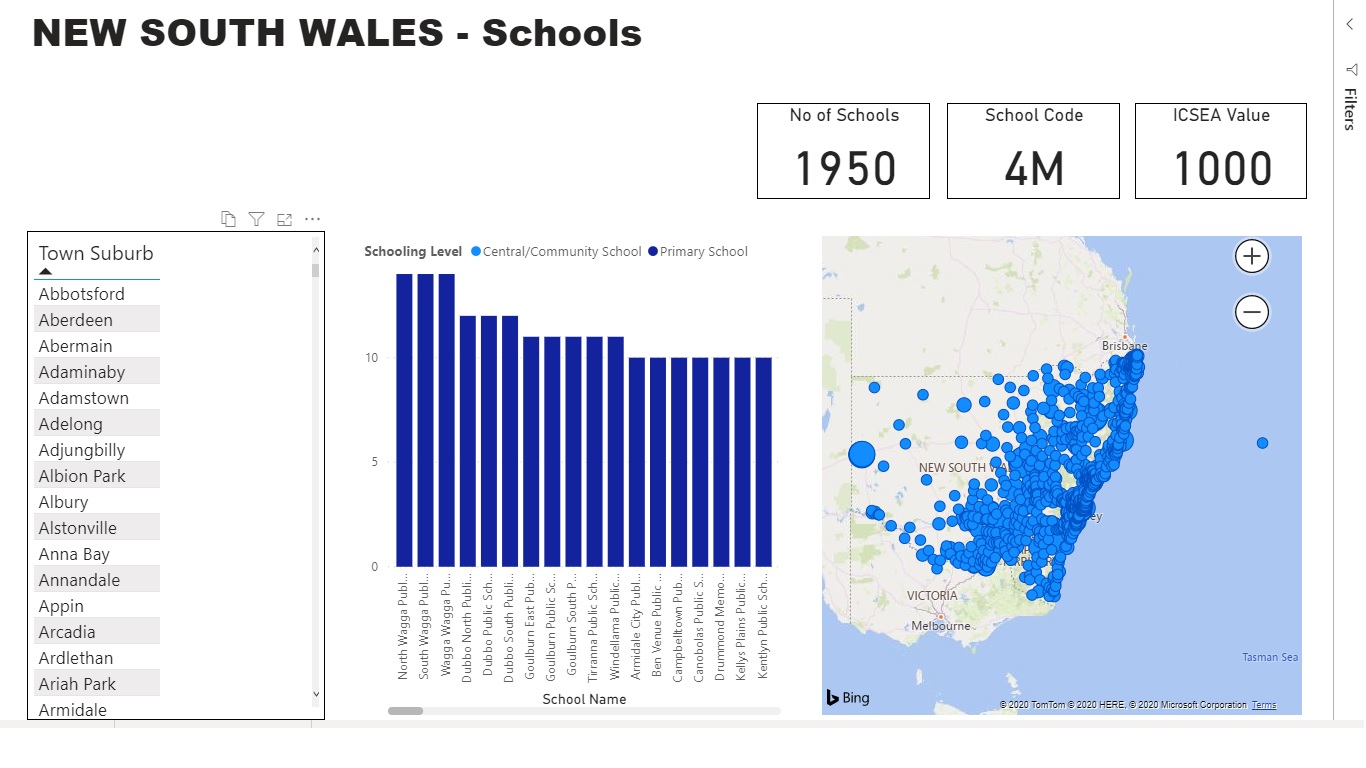 NEW SOUTH WALES - Schools
Filters
No of Schools
1950
School Code
4M
ICSEA Value
1000
Town Suburb
Abbotsford
Aberdeen
Abermain
Adaminaby
Adamstown
Adelong
Adjungbilly
Albion Park
Albury
Alstonville
Anna Bay
Annandale
Appin
Arcadia
Ardlethan
Ariah Park
Armidale
Schooling Level Central/Community School Primary School
10
5
0
North Wagga Publ...
South Wagga Publ...
Wagga Wagga Pu...
Dubbo North Publi...
Dubbo Public Sch...
Dubbo South Publi...
Goulburn East Pub...
Goulburn Public Sc...
Goulburn South P...
Tirranna Public Sch...
Windellama Public...
Armidale City Publ...
Ben Venue Public ...
Campbelltown Pub...
Canobolas Public S...
Drummond Memo...
Kellys Plains Public...
Kentlyn Public Sch...
School Name
Brisbane
NEW SOUTH WA
ey
VICTORIA
Melbourne
Tasman Sea
Bing
© 2020 TomTom © 2020 HERE, © 2020 Microsoft Corporation Terms